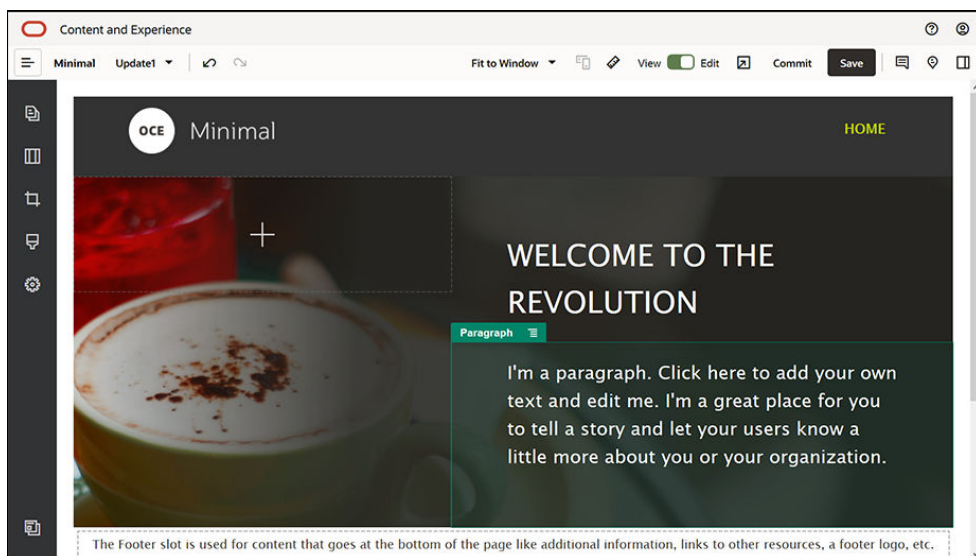 Content and Experience
Minimal Update1 Fit to Window View Edit Commit Save
OCE Minimal HOME
WELCOME TO THE
REVOLUTION
Paragraph
I'm a paragraph. Click here to add your own
text and edit me. I'm a great place for you
to tell a story and let your users know a
little more about you or your organization.
The Footer slot is used for content that goes at the bottom of the page like additional information, links to other resources, a footer logo, etc.